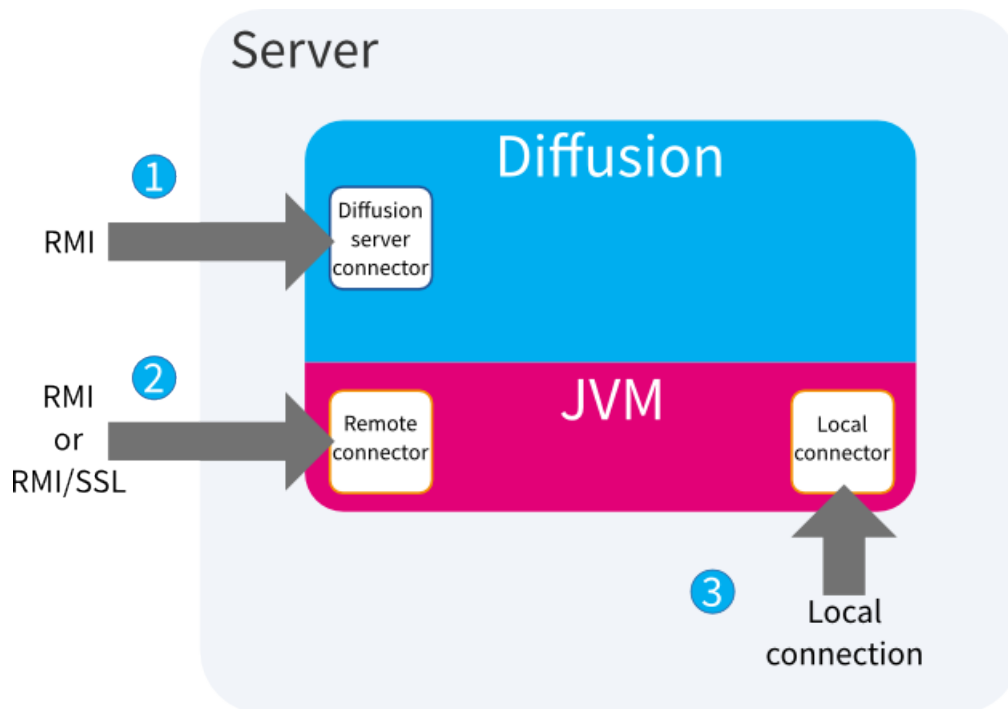 Server
Diffusion
1
Diffusion
server
connector
RMI
2
JVM
RMI
or
RMI/SSL
Remote
connector
Local
connector
3
Local
connection